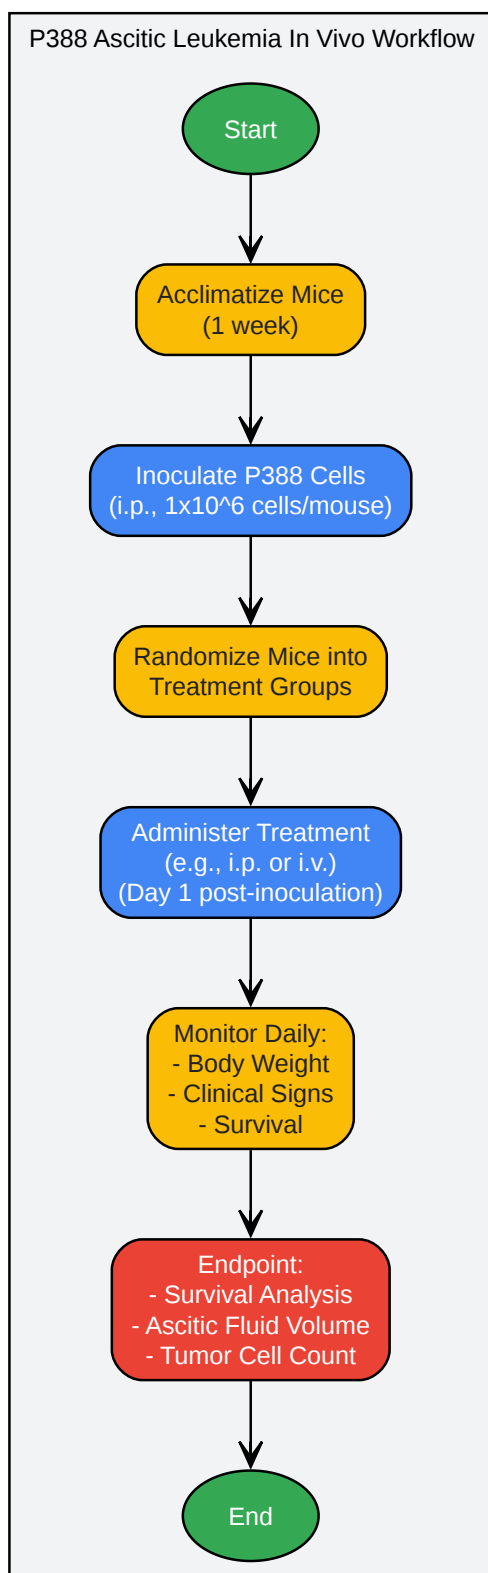 P388 Ascitic Leukemia In Vivo Workflow
Start
Acclimatize Mice
(1 week)
Inoculate P388 Cells
(i.p., 1x10^6 cells/mouse)
Randomize Mice into
Treatment Groups
Administer Treatment
(e.g., i.p. or i.v.)
(Day 1 post-inoculation)
Monitor Daily:
- Body Weight
- Clinical Signs
- Survival
Endpoint:
- Survival Analysis
- Ascitic Fluid Volume
- Tumor Cell Count
End